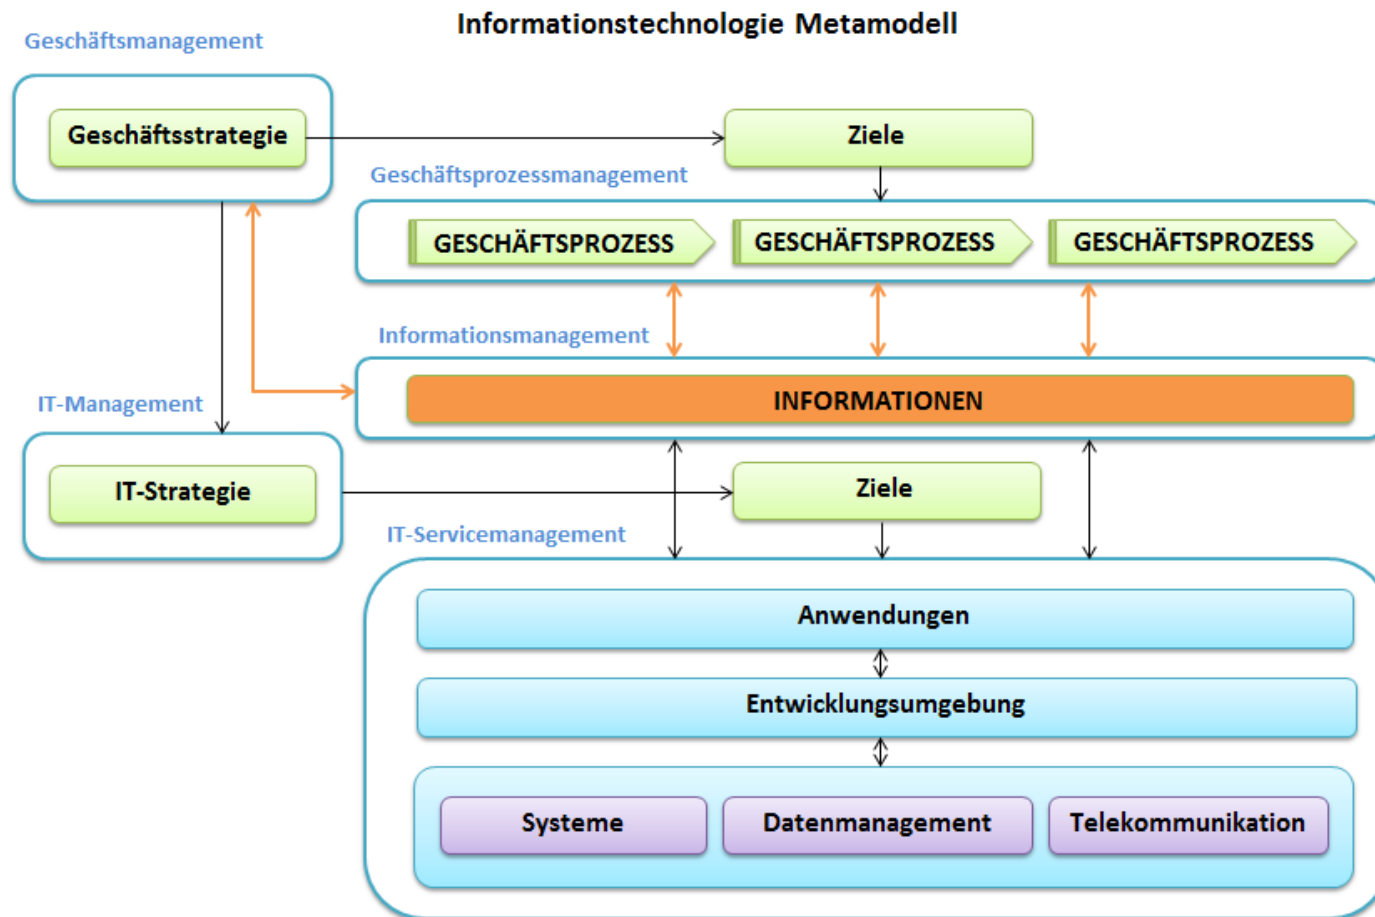 Informationstechnologie Metamodell
Geschäftsmanagement
Geschäftsstrategie
Ziele
Geschäftsprozessmanagement
GESCHÄFTSPROZESS
GESCHÄFTSPROZESS
GESCHÄFTSPROZESS
Informationsmanagement
INFORMATIONEN
IT-Management
IT-Strategie
Ziele
IT-Servicemanagement
Anwendungen
Entwicklungsumgebung
Systeme
Datenmanagement
Telekommunikation